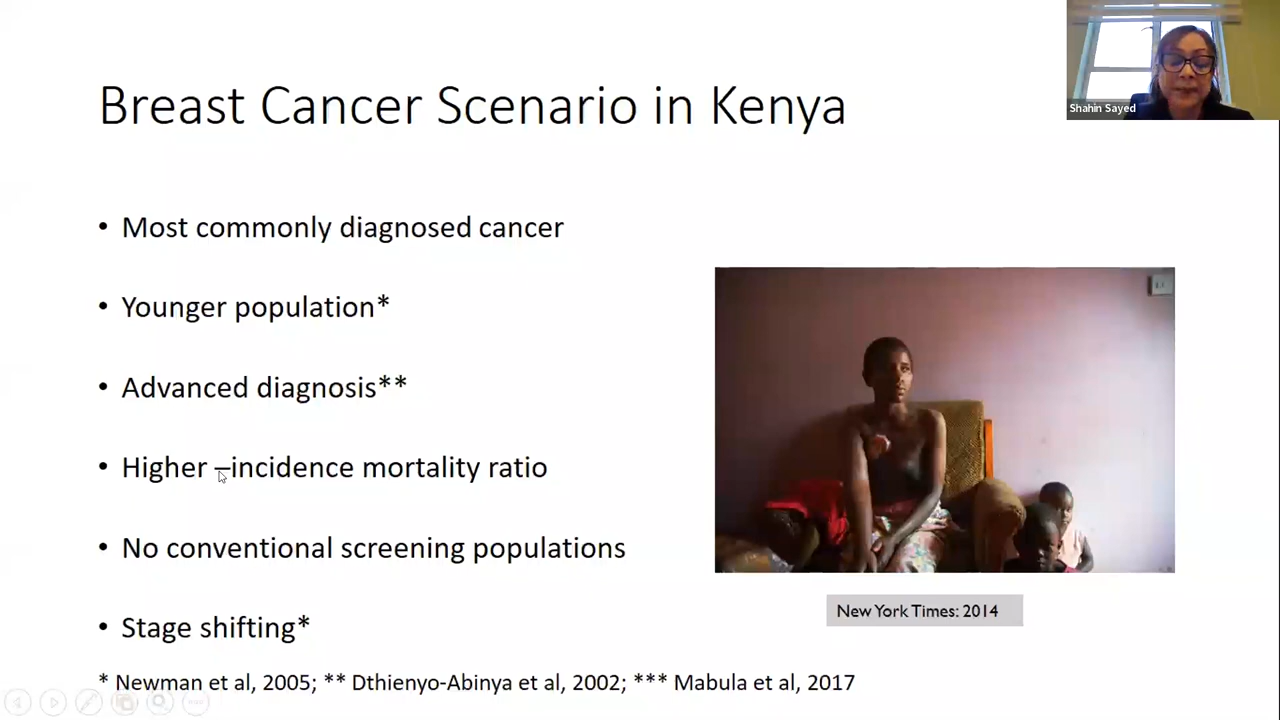 Shahin Sayed
Breast Cancer Scenario in Kenya
• Most commonly diagnosed cancer
• Younger population*
• Advanced diagnosis**
• Higher –incidence mortality ratio
• No conventional screening populations
• Stage shifting*
New York Times: 2014
* Newman et al, 2005; ** Dthienyo-Abinya et al, 2002; *** Mabula et al, 2017